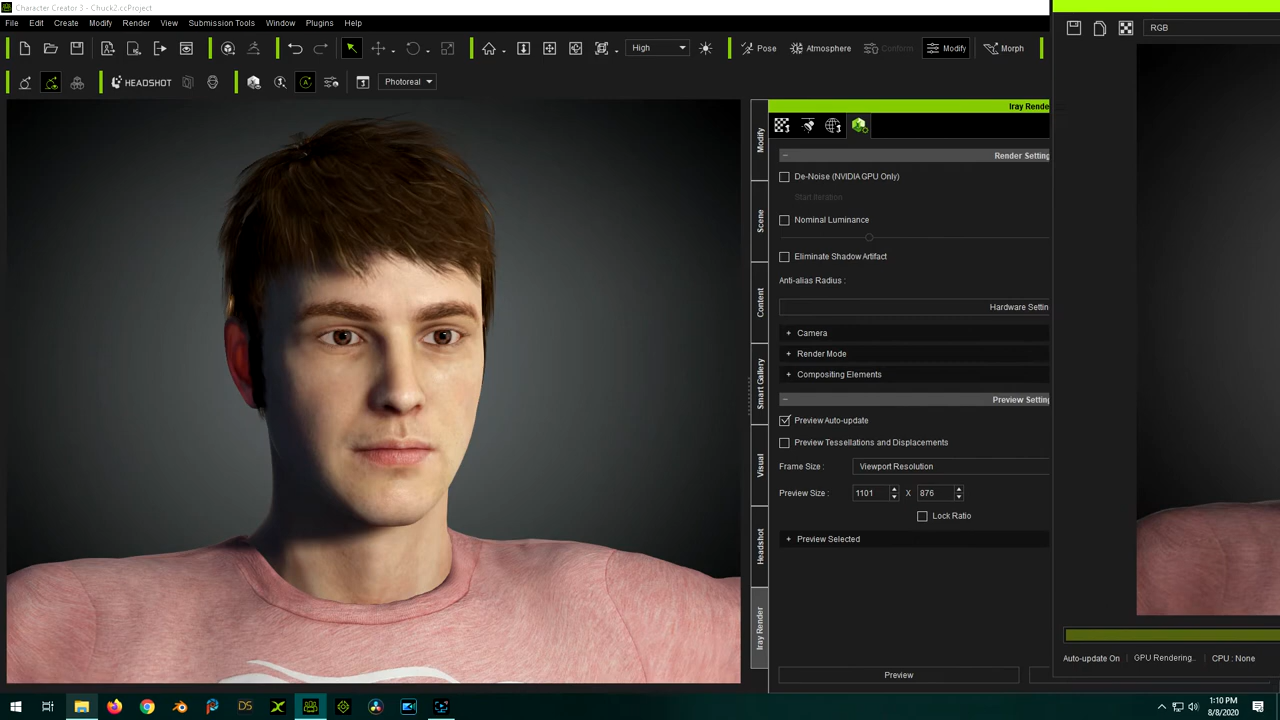 Character Creator 3 - Chuck2.ccProject
File Edit Create Modify Render View Submission Tools Window Plugins Help
High Pose Atmosphere Conform Modify Morph
RGB
HEADSHOT Photoreal
Iray Rende
Modify
Scene
Content
Smart Gallery
Visual
Headshot
Iray Render
Render Setting
De-Noise (NVIDIA GPU Only)
Start Iteration
Nominal Luminance
Eliminate Shadow Artifact
Anti-alias Radius :
Hardware Settin
+ Camera
+ Render Mode
+ Compositing Elements
Preview Setting
Preview Auto-update
Preview Tessellations and Displacements
Frame Size : Viewport Resolution
Preview Size : 1101 X 876
Lock Ratio
+ Preview Selected
Preview
Auto-update On GPU Rendering... CPU : None
DS
1:10 PM
8/8/2020